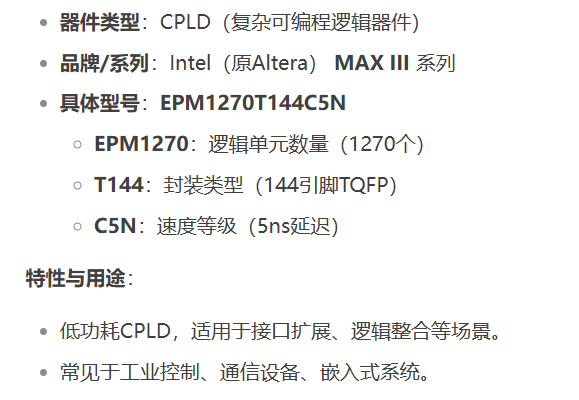 器件类型：CPLD（复杂可编程逻辑器件）
品牌/系列：Intel（原Altera） MAX III 系列
具体型号：EPM1270T144C5N
EPM1270：逻辑单元数量（1270个）
T144：封装类型（144引脚TQFP）
C5N：速度等级（5ns延迟）
特性与用途：
低功耗CPLD，适用于接口扩展、逻辑整合等场景。
常见于工业控制、通信设备、嵌入式系统。